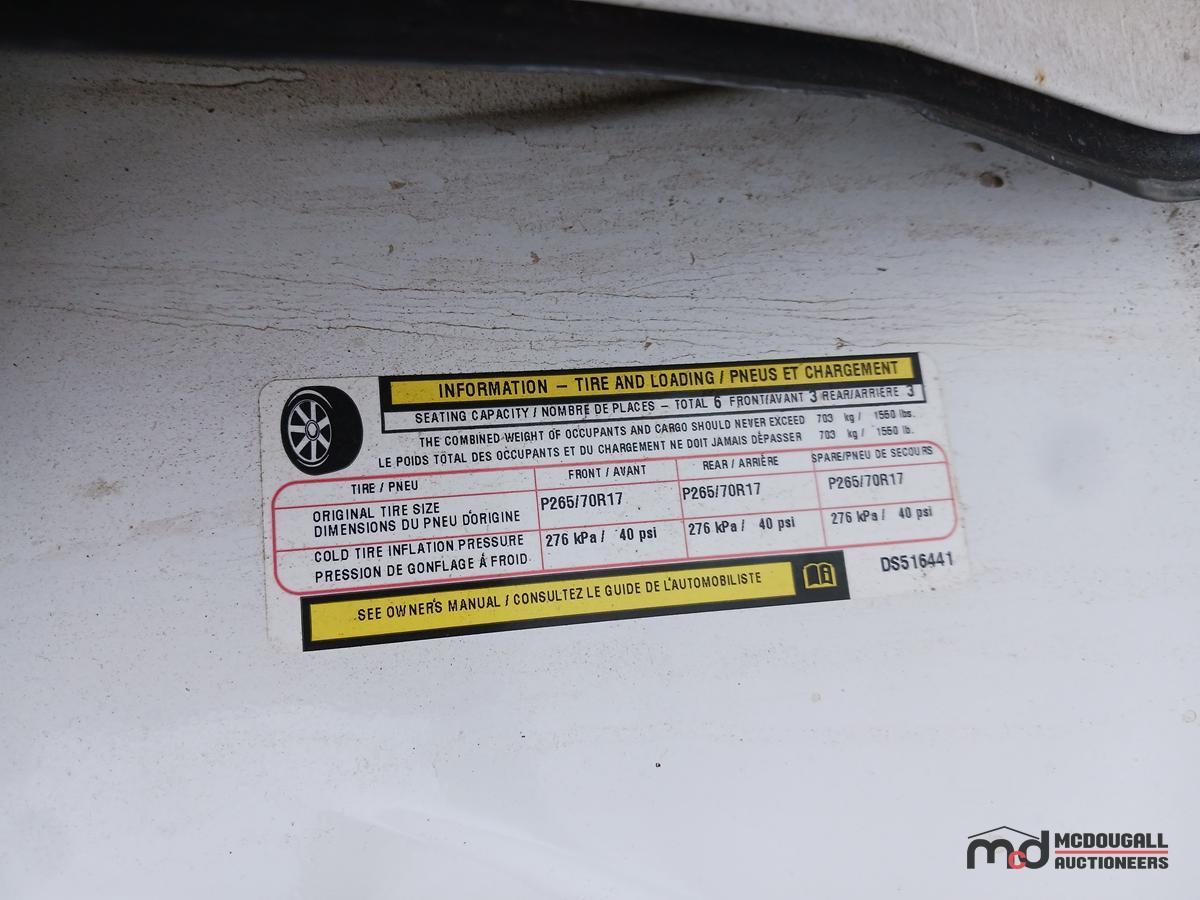 INFORMATION – TIRE AND LOADING / PNEUS ET CHARGEMENT
SEATING CAPACITY / NOMBRE DE PLACES – TOTAL 6 FRONT/AVANT 3 REAR/ARRIÈRE 3
THE COMBINED WEIGHT OF OCCUPANTS AND CARGO SHOULD NEVER EXCEED 703 kg / 1550 lbs.
LE POIDS TOTAL DES OCCUPANTS ET DU CHARGEMENT NE DOIT JAMAIS DÉPASSER 703 kg / 1550 lb.
TIRE / PNEU FRONT / AVANT REAR / ARRIÈRE SPARE/PNEU DE SECOURS
ORIGINAL TIRE SIZE
DIMENSIONS DU PNEU D'ORIGINE P265/70R17 P265/70R17 P265/70R17
COLD TIRE INFLATION PRESSURE
PRESSION DE GONFLAGE À FROID 276 kPa / 40 psi 276 kPa / 40 psi 276 kPa / 40 psi
SEE OWNER'S MANUAL / CONSULTEZ LE GUIDE DE L'AUTOMOBILISTE
DS516441
mcd MCDOUGALL
AUCTIONEERS